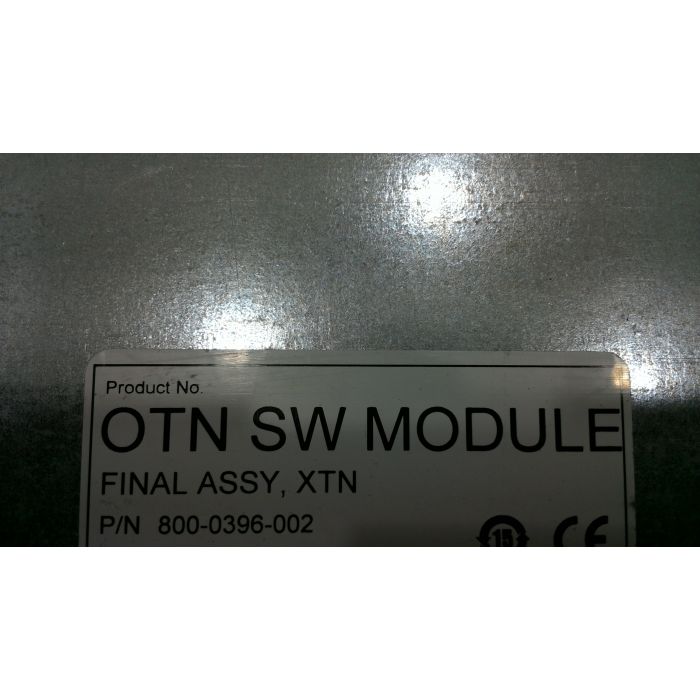 Product No.
OTN SW MODULE
FINAL ASSY, XTN
P/N 800-0396-002
15 CE